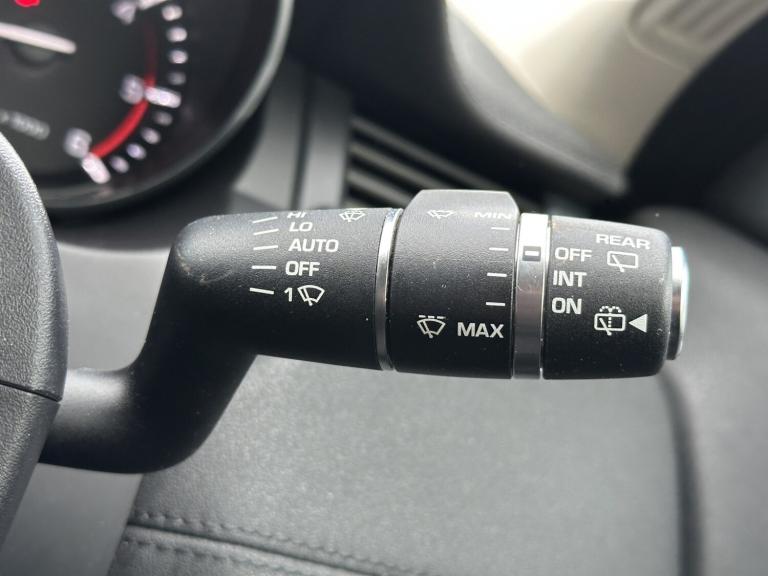 HI
LO
AUTO
OFF
1
MIN
MAX
REAR
OFF
INT
ON